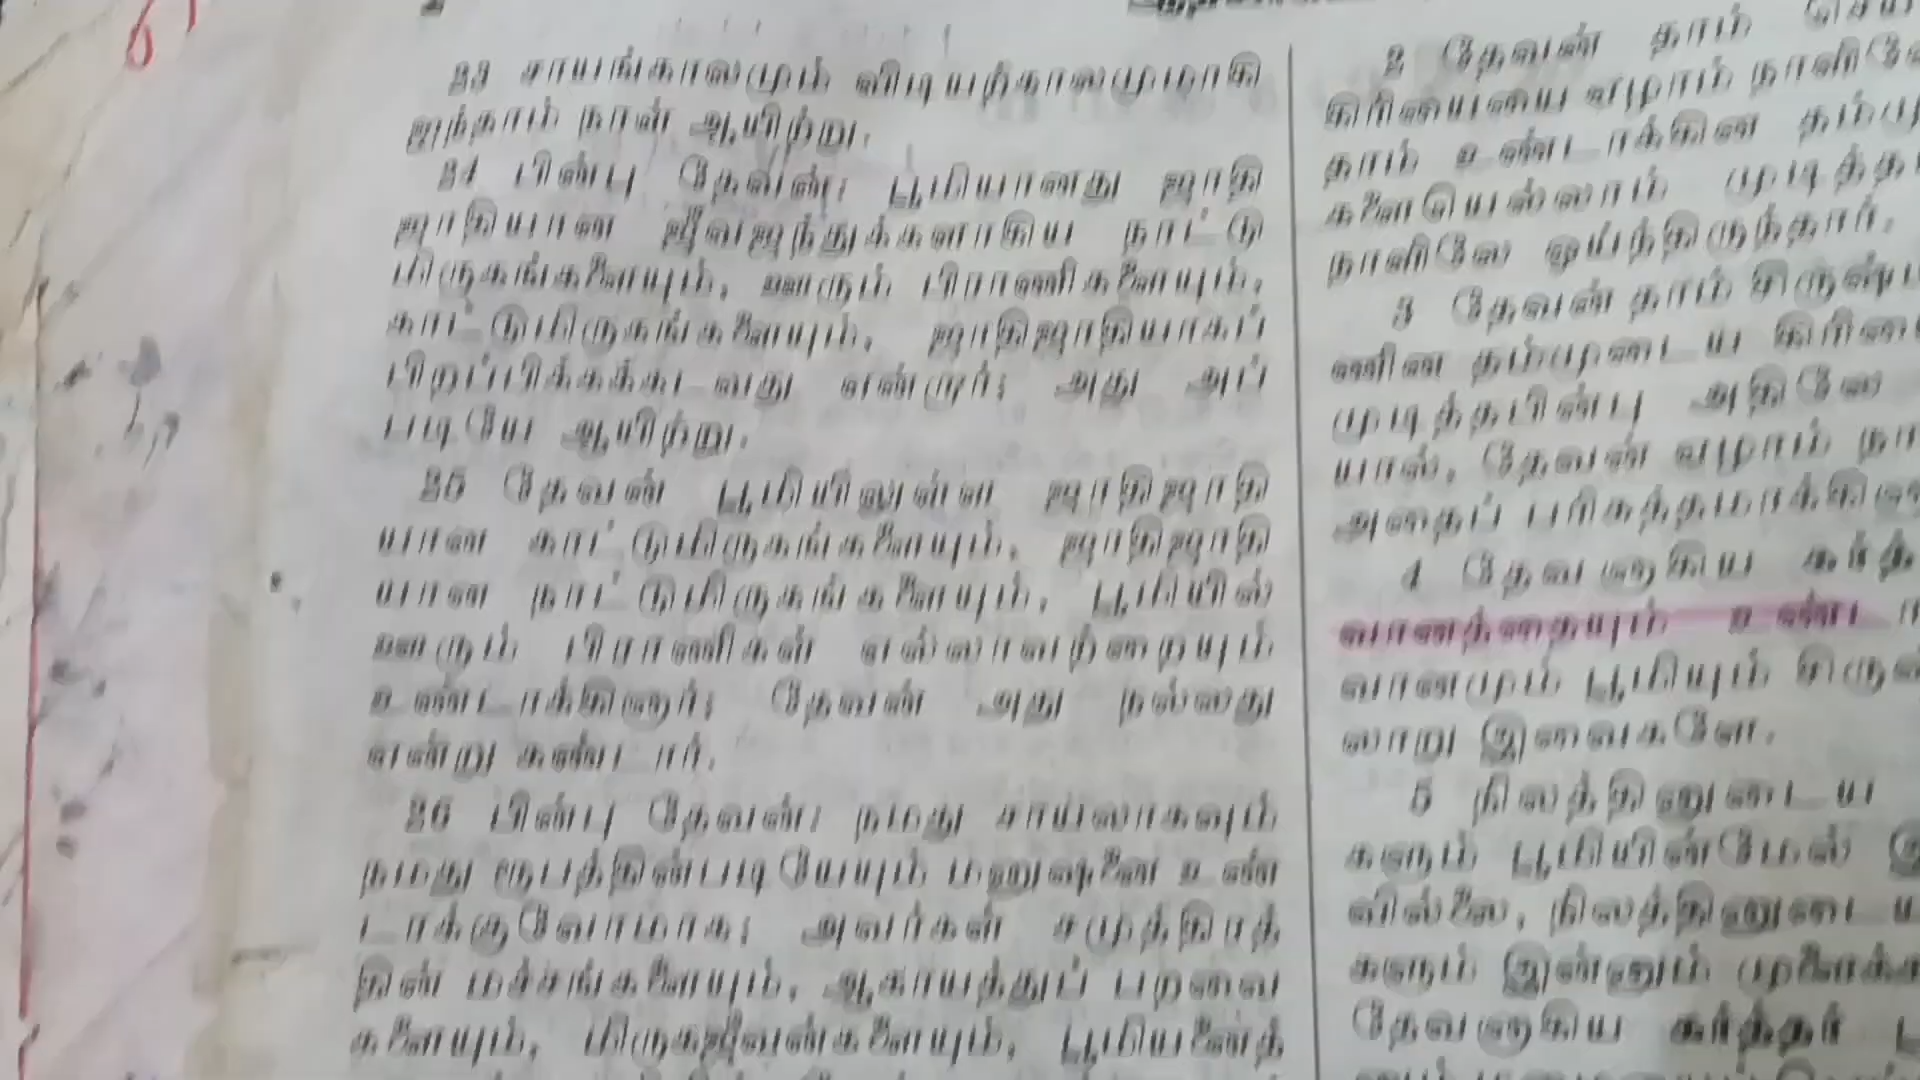 23 சாயங்காலமும் விடியற்காலமுமாகி
ஐந்தாம் நாள் ஆயிற்று.
24 பின்பு தேவன்: பூமியானது ஜாதி
ஜாதியான ஜீவஜந்துக்களாகிய நாட்டு
மிருகங்களையும், ஊரும் பிராணிகளையும்,
காட்டுமிருகங்களையும், ஜாதிஜாதியாகப்
பிறப்பிக்கக்கடவது என்றார்; அது அப்
படியே ஆயிற்று.
25 தேவன் பூமியிலுள்ள ஜாதிஜாதி
யான காட்டுமிருகங்களையும், ஜாதிஜாதி
யான நாட்டுமிருகங்களையும், பூமியில்
ஊரும் பிராணிகள் எல்லாவற்றையும்
உண்டாக்கினார்; தேவன் அது நல்லது
என்று கண்டார்.
26 பின்பு தேவன்: நமது சாயலாகவும்
நமது ரூபத்தின்படியேயும் மனுஷனை உண்
டாக்குவோமாக; அவர்கள் சமுத்திரத்
தின் மச்சங்களையும், ஆகாயத்துப் பறவை
களையும், மிருகஜீவன்களையும், பூமியனைத்
2 தேவன் தாம்
கிரியையை ஏழாம்
தாம் உண்டாக்கின
களையெல்லாம்
நாளிலே ஓய்ந்திருந்தார்.
3 தேவன் தாம்
ணின தம்முடைய
முடித்தபின்பு அதிலே
யால், தேவன் ஏழாம்
அதைப்
4 தேவனாகிய
வானத்தையும்
வானமும் பூமியும்
லாறு இவைகளே.
5 நிலத்தினுடைய
களும் பூமியின்மேல்
வில்லை, நிலத்தினுடைய
களும் இன்னும்
தேவனாகிய கர்த்தர்